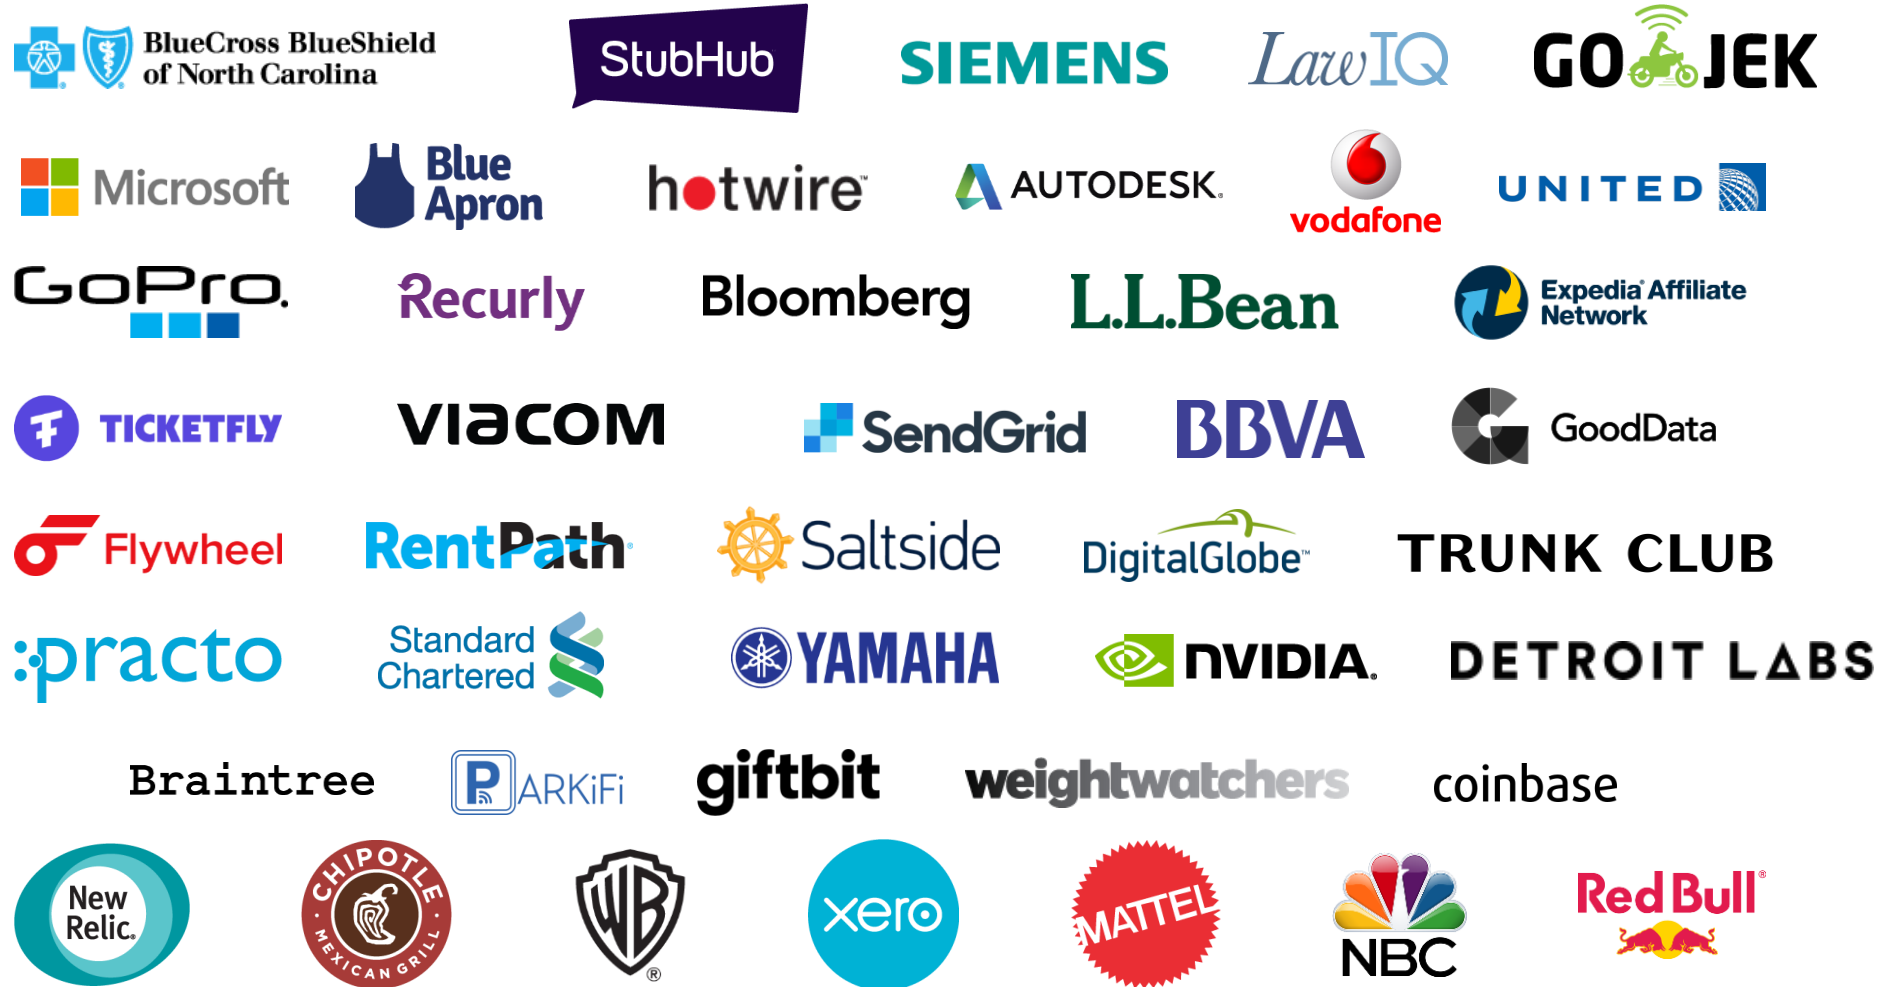 BlueCross BlueShield
of North Carolina
StubHub
SIEMENS
LawIQ
GO JEK
Microsoft
Blue
Apron
hotwire™
AUTODESK®
vodafone
UNITED
GoPro.
Recurly
Bloomberg
L.L.Bean
Expedia® Affiliate
Network
TICKETFLY
VIACOM
SendGrid
BBVA
GoodData
Flywheel
RentPath®
Saltside
DigitalGlobe™
TRUNK CLUB
practo
Standard
Chartered
YAMAHA
NVIDIA®
DETROIT LABS
Braintree
PARKiFi
giftbit
weightwatchers
coinbase
New
Relic®
CHIPOTLE
MEXICAN GRILL
WB®
xero
MATTEL
NBC
Red Bull®